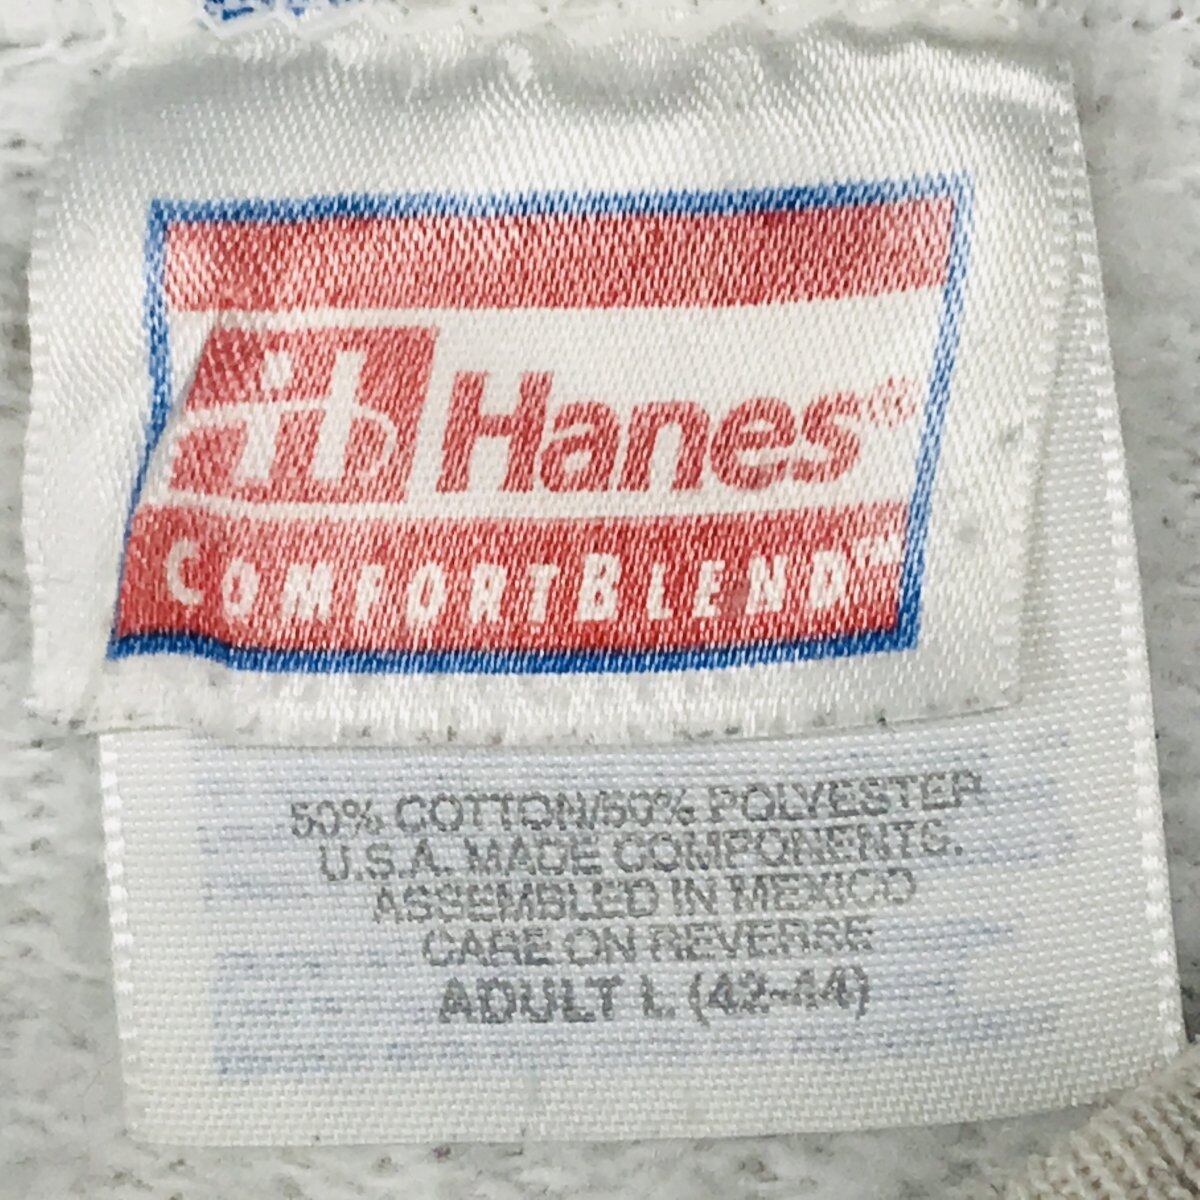 Hanes®
COMFORTBLEND
50% COTTON/50% POLYESTER
U.S.A. MADE COMPONENTS.
ASSEMBLED IN MEXICO
CARE ON REVERSE
ADULT L (42-44)